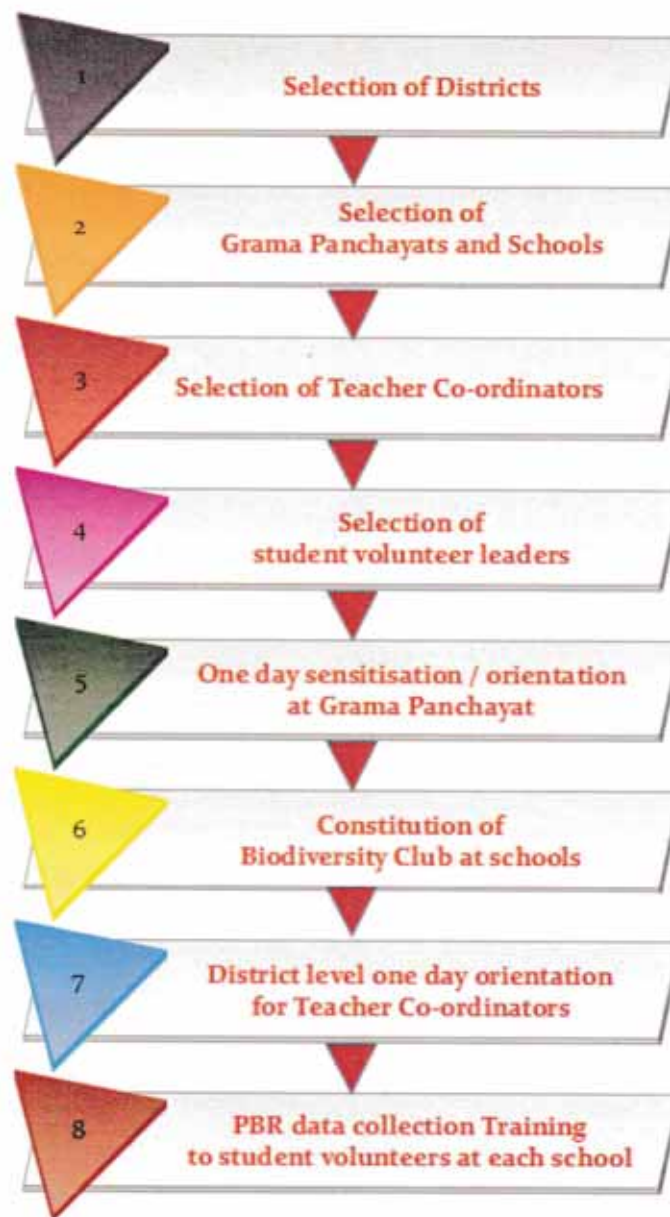 1
Selection of Districts
2
Selection of
Grama Panchayats and Schools
3
Selection of Teacher Co-ordinators
4
Selection of
student volunteer leaders
5
One day sensitisation / orientation
at Grama Panchayat
6
Constitution of
Biodiversity Club at schools
7
District level one day orientation
for Teacher Co-ordinators
8
PBR data collection Training
to student volunteers at each school